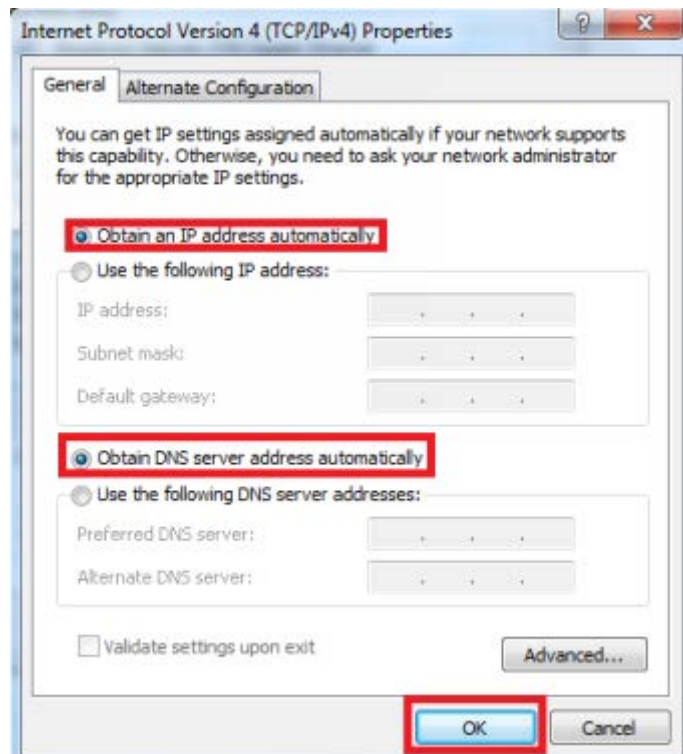 Internet Protocol Version 4 (TCP/IPv4) Properties
General
Alternate Configuration
You can get IP settings assigned automatically if your network supports
this capability. Otherwise, you need to ask your network administrator
for the appropriate IP settings.
Obtain an IP address automatically
Use the following IP address:
IP address:
Subnet mask:
Default gateway:
Obtain DNS server address automatically
Use the following DNS server addresses:
Preferred DNS server:
Alternate DNS server:
Validate settings upon exit
Advanced...
OK
Cancel